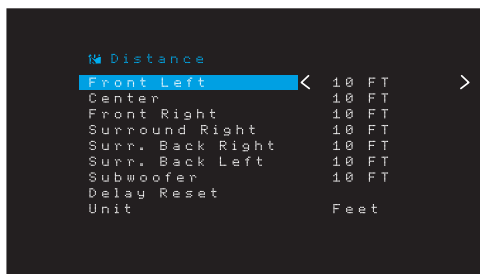 Distance
Front Left < 10 FT >
Center 10 FT
Front Right 10 FT
Surround Right 10 FT
Surr. Back Right 10 FT
Surr. Back Left 10 FT
Subwoofer 10 FT
Delay Reset
Unit Feet